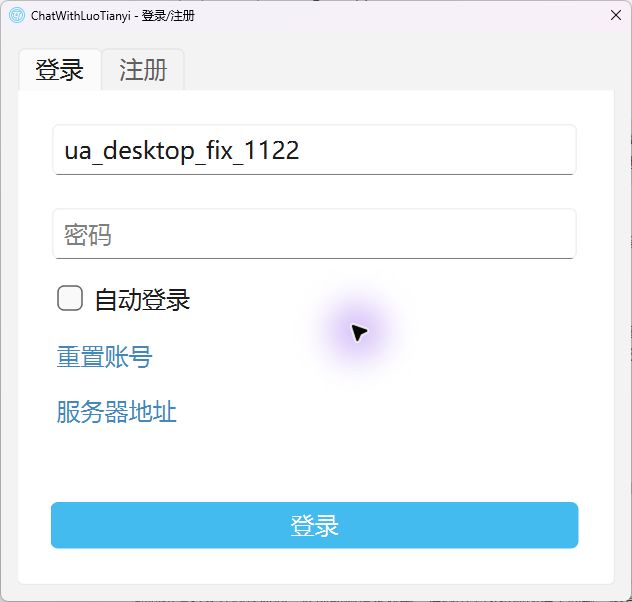 ChatWithLuoTianyi - 登录/注册
登录 注册
ua_desktop_fix_1122
密码
自动登录
重置账号
服务器地址
登录